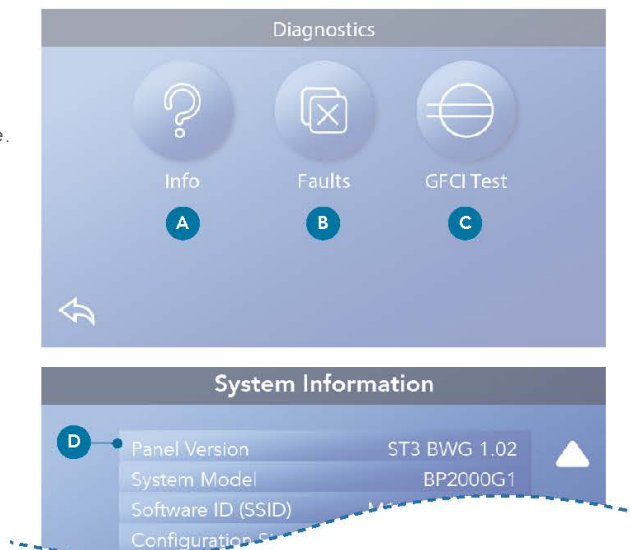 Diagnostics
e.
Info Faults GFCI Test
A B C
System Information
D Panel Version ST3 BWG 1.02
System Model BP2000G1
Software ID (SSID)
Configuration